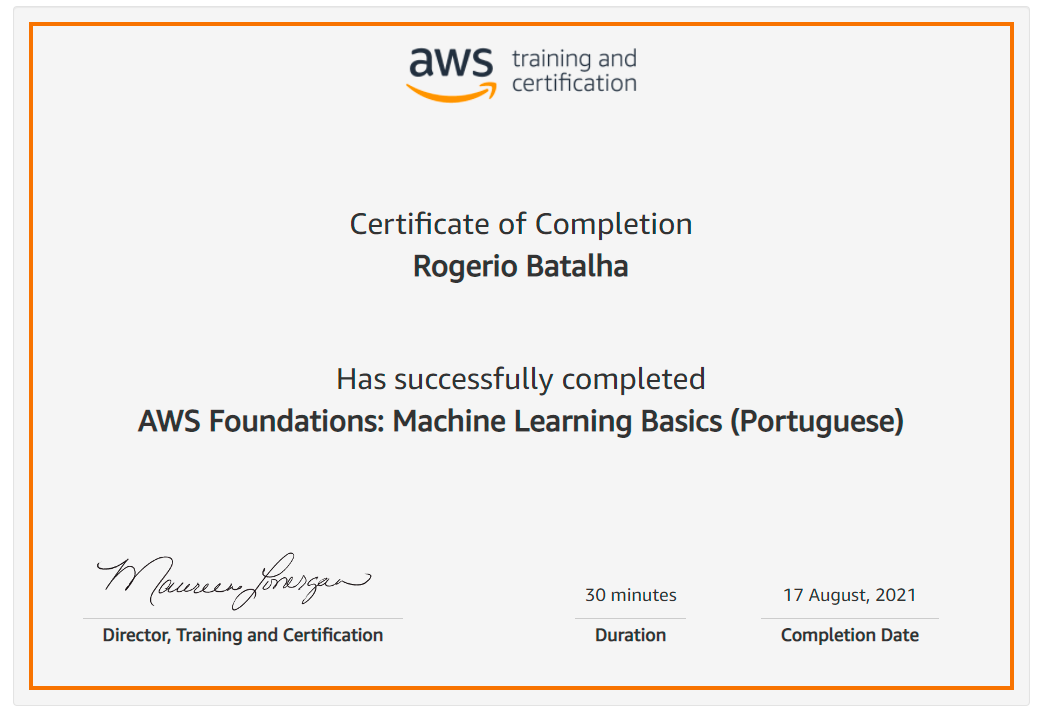 aws training and
certification
Certificate of Completion
Rogerio Batalha
Has successfully completed
AWS Foundations: Machine Learning Basics (Portuguese)
Maureen Lonergan
30 minutes
17 August, 2021
Director, Training and Certification
Duration
Completion Date